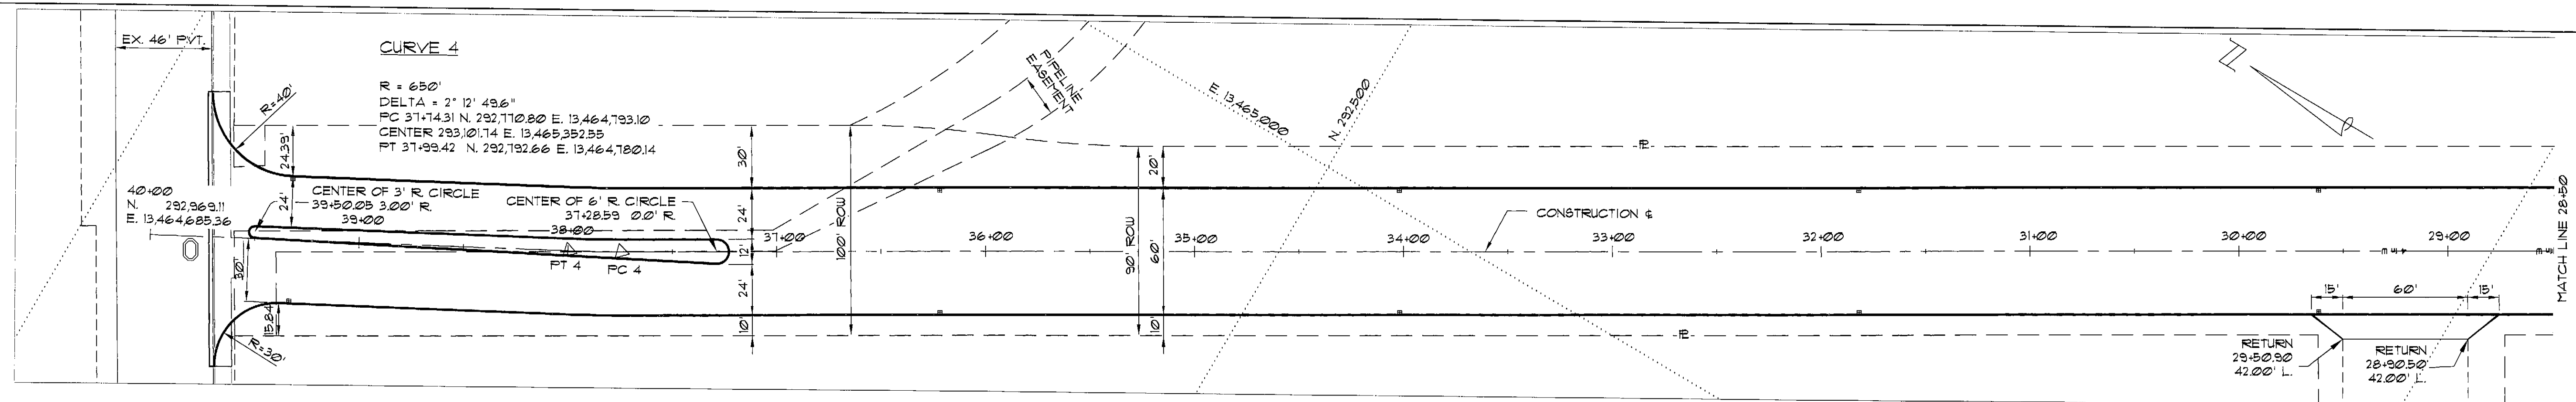 EX. 46' PVT.
CURVE 4
R = 650'
DELTA = 2° 12' 49.6"
PC 37+74.31 N. 292,770.80 E. 13,464,793.10
CENTER 293,101.74 E. 13,465,352.55
PT 37+99.42 N. 292,792.66 E. 13,464,780.14
R=40'
24.39'
24'
40+00
N. 292,969.11
E. 13,464,685.36
CENTER OF 3' R. CIRCLE
39+50.05 3.00' R.
39+00
CENTER OF 6' R. CIRCLE
37+28.59 0.0' R.
38+00
PT 4
PC 4
30'
15.84'
R=30'
30'
24'
12'
24'
10'
37+00
100' ROW
PIPELINE
EASEMENT
36+00
90' ROW
20'
60'
10'
35+00
E. 13,465,000
N. 292,500
34+00
CONSTRUCTION ℄
33+00
32+00
31+00
30+00
29+00
PL
PL
4 in E
MATCH LINE 28+50
15'
60'
15'
RETURN
29+50.90
42.00' L.
RETURN
28+90.50
42.00' L.